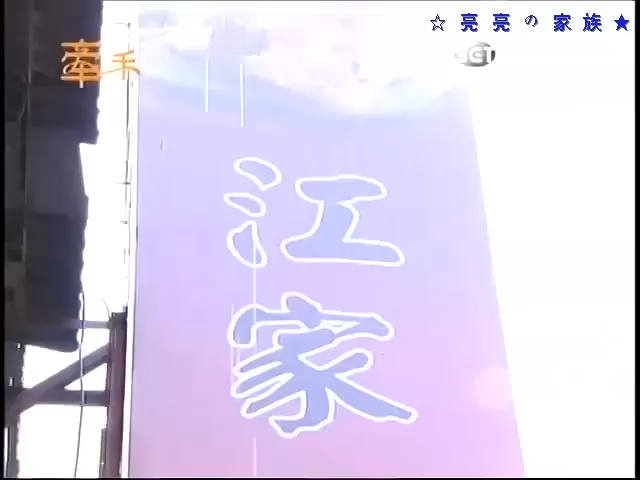 ☆ 亮 亮 の 家 族 ★
牽手
江
家